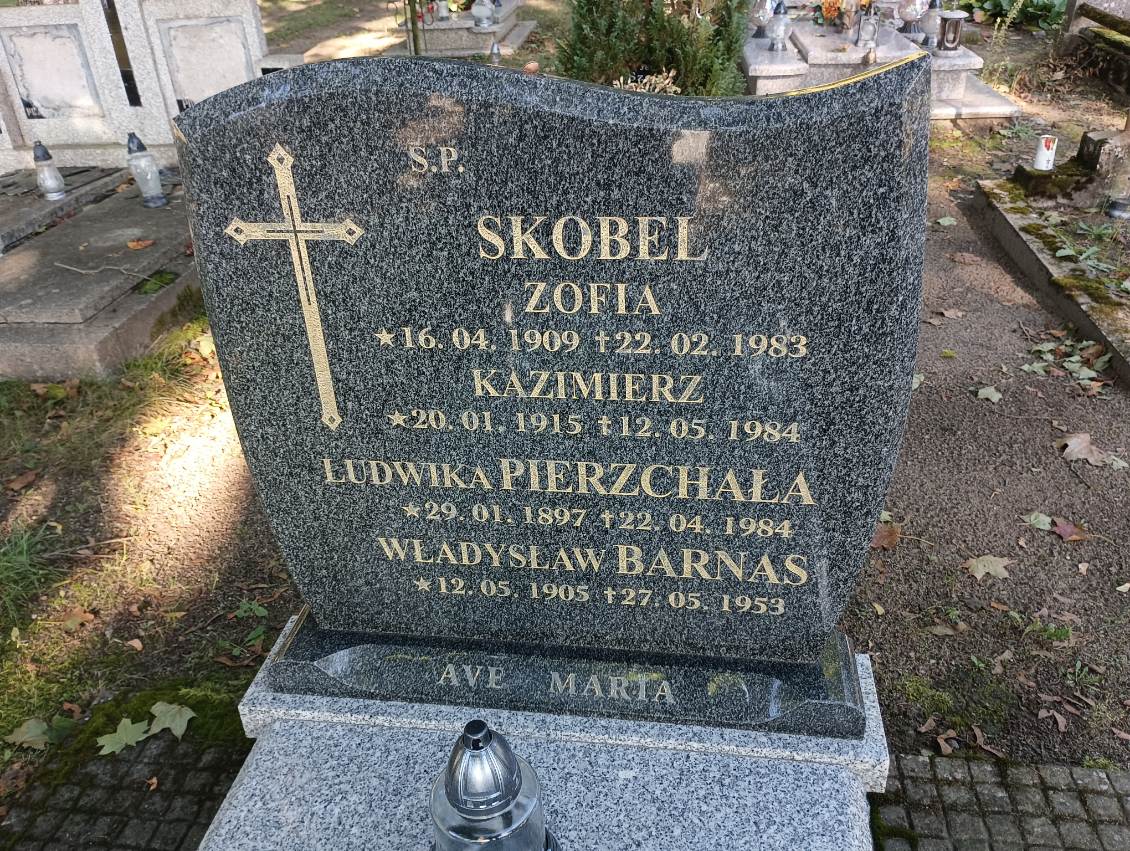 Ś.P.
SKOBEL
ZOFIA
★16. 04. 1909 †22. 02. 1983
KAZIMIERZ
★20. 01. 1915 †12. 05. 1984
LUDWIKA PIERZCHAŁA
★29. 01. 1897 †22. 04. 1984
WŁADYSŁAW BARNAS
★12. 05. 1905 †27. 05. 1953
AVE MARIA